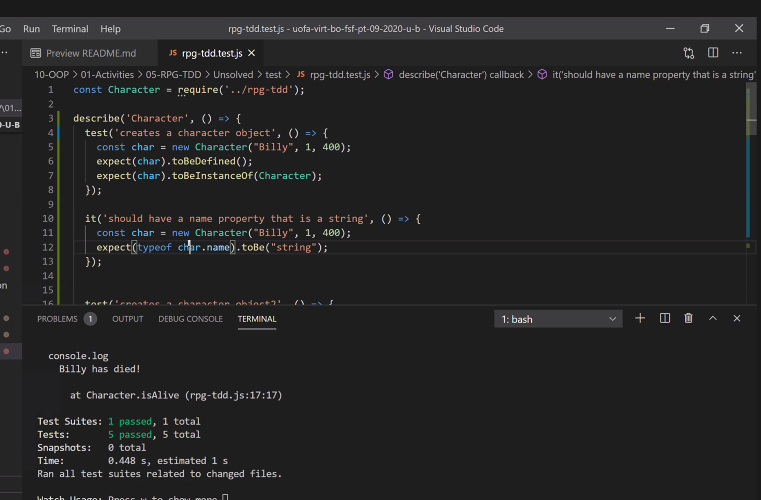 Go Run Terminal Help rpg-tdd.test.js - uofa-virt-bo-fsf-pt-09-2020-u-b - Visual Studio Code
Preview README.md JS rpg-tdd.test.js
10-OOP > 01-Activities > 05-RPG-TDD > Unsolved > test > JS rpg-tdd.test.js > describe('Character') callback > it('should have a name property that is a string'
1 const Character = require('../rpg-tdd');
2
3 describe('Character', () => {
4 test('creates a character object', () => {
5 const char = new Character("Billy", 1, 400);
6 expect(char).toBeDefined();
7 expect(char).toBeInstanceOf(Character);
8 });
9
10 it('should have a name property that is a string', () => {
11 const char = new Character("Billy", 1, 400);
12 expect(typeof char.name).toBe("string");
13 });
14
15
16 test('creates a character object2', () => {
PROBLEMS 1 OUTPUT DEBUG CONSOLE TERMINAL 1: bash
console.log
Billy has died!
at Character.isAlive (rpg-tdd.js:17:17)
Test Suites: 1 passed, 1 total
Tests: 5 passed, 5 total
Snapshots: 0 total
Time: 0.448 s, estimated 1 s
Ran all test suites related to changed files.
Watch Usage: Press w to show more.